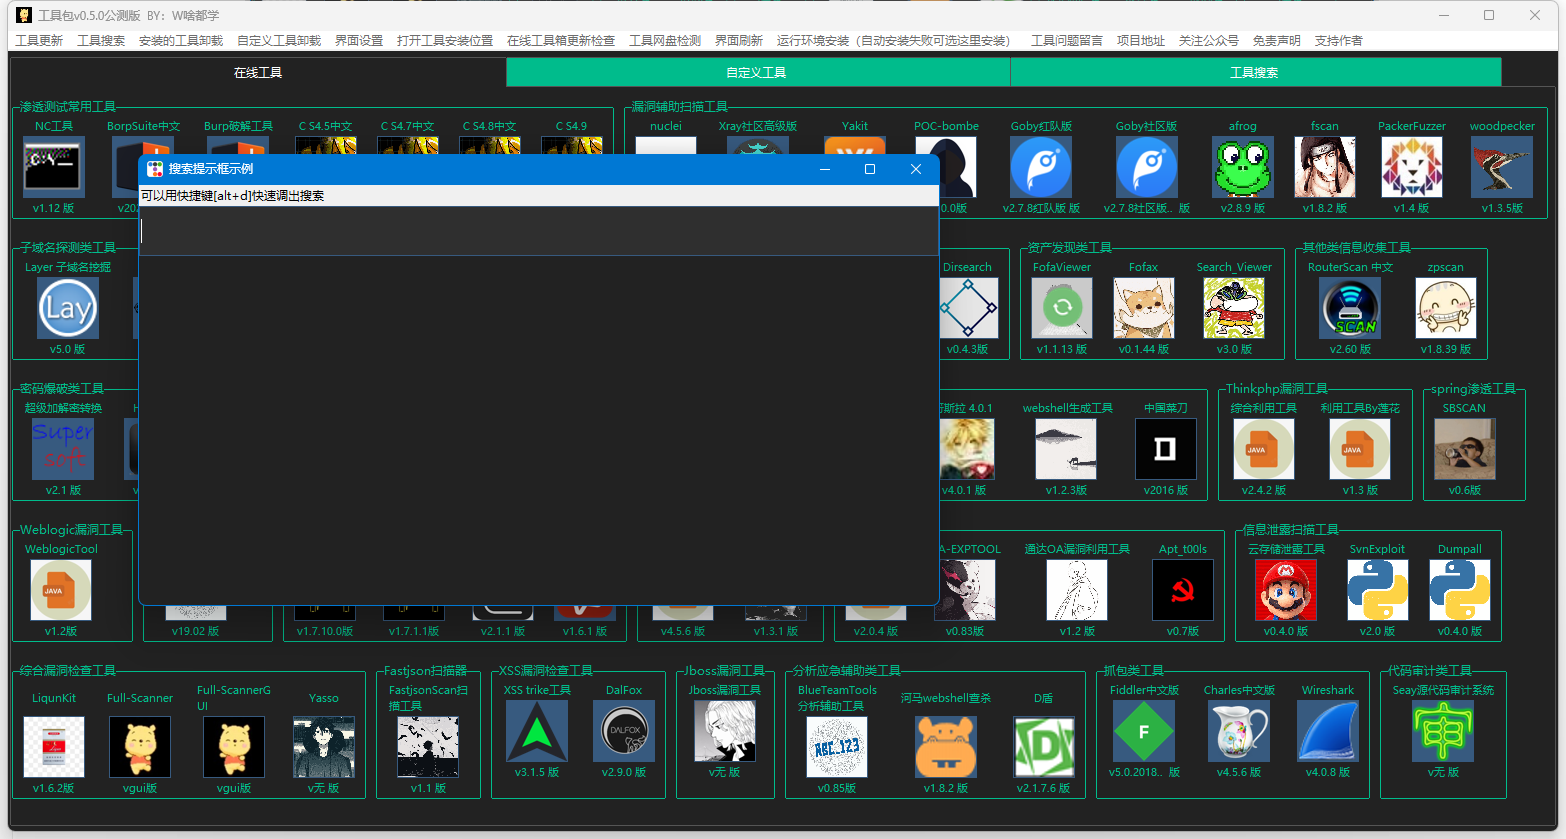 工具包v0.5.0公测版 BY：W啥都学
工具更新 工具搜索 安装的工具卸载 自定义工具卸载 界面设置 打开工具安装位置 在线工具箱更新检查 工具网盘检测 界面刷新 运行环境安装（自动安装失败可选这里安装） 工具问题留言 项目地址 关注公众号 免责声明 支持作者
在线工具 自定义工具 工具搜索
渗透测试常用工具 漏洞辅助扫描工具
NC工具 BorpSuite中文 Burp破解工具 C S4.5中文 C S4.7中文 C S4.8中文 C S4.9 nuclei Xray社区高级版 Yakit POC-bombe Goby红队版 Goby社区版 afrog fscan PackerFuzzer woodpecker
搜索提示框示例
可以用快捷键[alt+d]快速调出搜索
v1.12 版 v20 0.0版 v2.7.8红队版 版 v2.7.8社区版.. 版 v2.8.9 版 v1.8.2 版 v1.4 版 v1.3.5版
子域名探测类工具 资产发现类工具 其他类信息收集工具
Layer 子域名挖掘 Dirsearch FofaViewer Fofax Search_Viewer RouterScan 中文 zpscan
Lay SCAN
v5.0 版 v0.4.3版 v1.1.13 版 v0.1.44 版 v3.0 版 v2.60 版 v1.8.39 版
密码爆破类工具 Thinkphp漏洞工具 spring渗透工具
超级加解密转换 H 哥斯拉 4.0.1 webshell生成工具 中国菜刀 综合利用工具 利用工具By莲花 SBSCAN
Super
soft
JAVA JAVA
v2.1 版 v v4.0.1 版 v1.2.3版 v2016 版 v2.4.2 版 v1.3 版 v0.6版
Weblogic漏洞工具 信息泄露扫描工具
WeblogicTool A-EXPTOOL 通达OA漏洞利用工具 Apt_t00ls 云存储泄露工具 SvnExploit Dumpall
JAVA
v1.2版 v19.02 版 v1.7.10.0版 v1.7.1.1版 v2.1.1 版 v1.6.1 版 v4.5.6 版 v1.3.1 版 v2.0.4 版 v0.83版 v1.2 版 v0.7版 v0.4.0 版 v2.0 版 v0.4.0 版
综合漏洞检查工具 Fastjson扫描器 XSS漏洞检查工具 Jboss漏洞工具 分析应急辅助类工具 抓包类工具 代码审计类工具
LiqunKit Full-Scanner Full-ScannerG
UI
Yasso FastjsonScan扫
描工具
XSS trike工具 DalFox Jboss漏洞工具 BlueTeamTools
分析辅助工具
河马webshell查杀 D盾 Fiddler中文版 Charles中文版 Wireshark Seay源代码审计系统
DALFOX ABC_123 D F 审
v1.6.2版 vgui版 vgui版 v无 版 v1.1 版 v3.1.5 版 v2.9.0 版 v无 版 v0.85版 v1.8.2 版 v2.1.7.6 版 v5.0.2018.. 版 v4.5.6 版 v4.0.8 版 v无 版